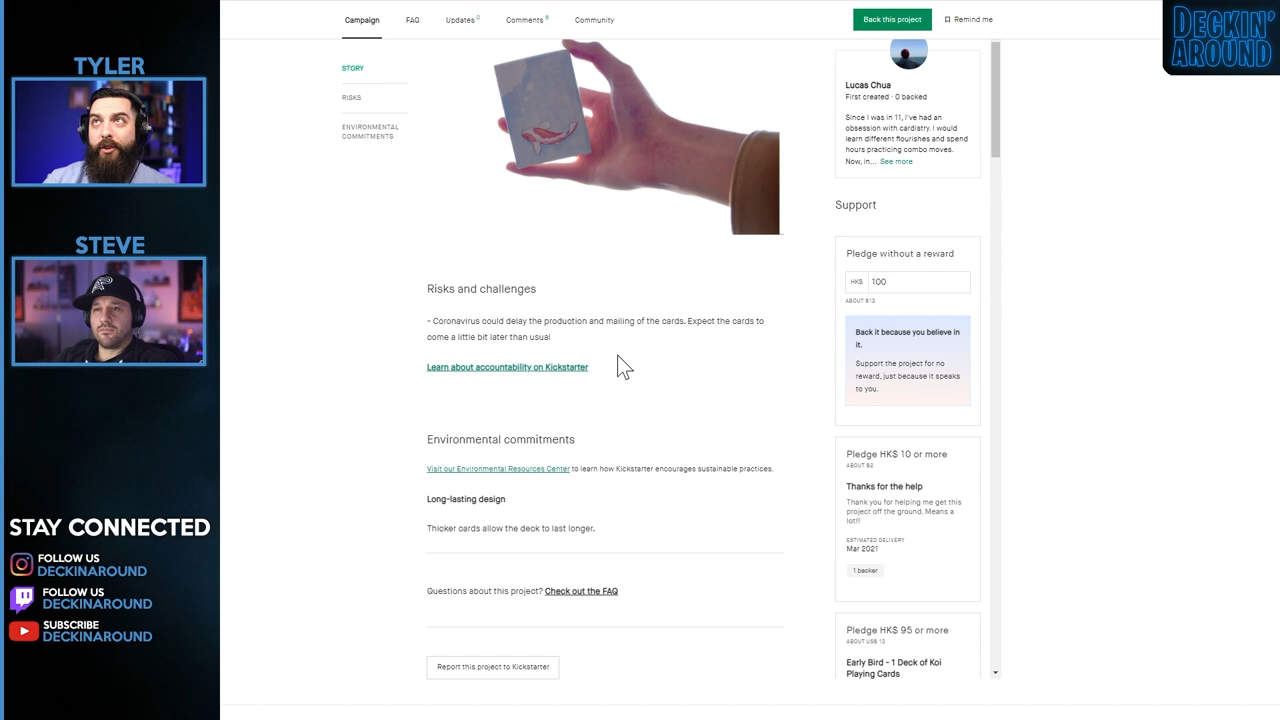 TYLER
STEVE
STAY CONNECTED
FOLLOW US
DECKINAROUND
FOLLOW US
DECKINAROUND
SUBSCRIBE
DECKINAROUND
Campaign FAQ Updates 0 Comments 8 Community
Back this project
Remind me
DECKIN'
AROUND
STORY
RISKS
ENVIRONMENTAL
COMMITMENTS
Risks and challenges
- Coronavirus could delay the production and mailing of the cards. Expect the cards to
come a little bit later than usual
Learn about accountability on Kickstarter
Environmental commitments
Visit our Environmental Resources Center to learn how Kickstarter encourages sustainable practices.
Long-lasting design
Thicker cards allow the deck to last longer.
Questions about this project? Check out the FAQ
Report this project to Kickstarter
Lucas Chua
First created · 0 backed
Since I was in 11, I've had an
obsession with cardistry. I would
learn different flourishes and spend
hours practicing combo moves.
Now, in... See more
Support
Pledge without a reward
HK$ 100
ABOUT $13
Back it because you believe in
it.
Support the project for no
reward, just because it speaks
to you.
Pledge HK$ 10 or more
ABOUT $2
Thanks for the help
Thank you for helping me get this
project off the ground. Means a
lot!!
ESTIMATED DELIVERY
Mar 2021
1 backer
Pledge HK$ 95 or more
ABOUT US$ 13
Early Bird - 1 Deck of Koi
Playing Cards